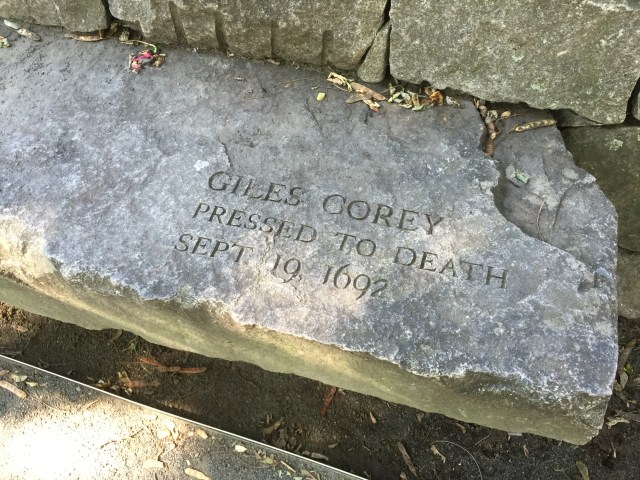 GILES COREY
PRESSED TO DEATH
SEPT 19, 1692